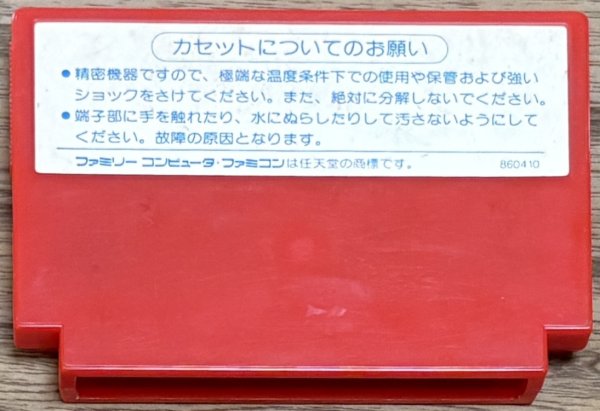 カセットについてのお願い
●精密機器ですので、極端な温度条件下での使用や保管および強い
ショックをさけてください。また、絶対に分解しないでください。
●端子部に手を触れたり、水にぬらしたりして汚さないようにして
ください。故障の原因となります。
ファミリー コンピュータ・ファミコンは任天堂の商標です。 860410